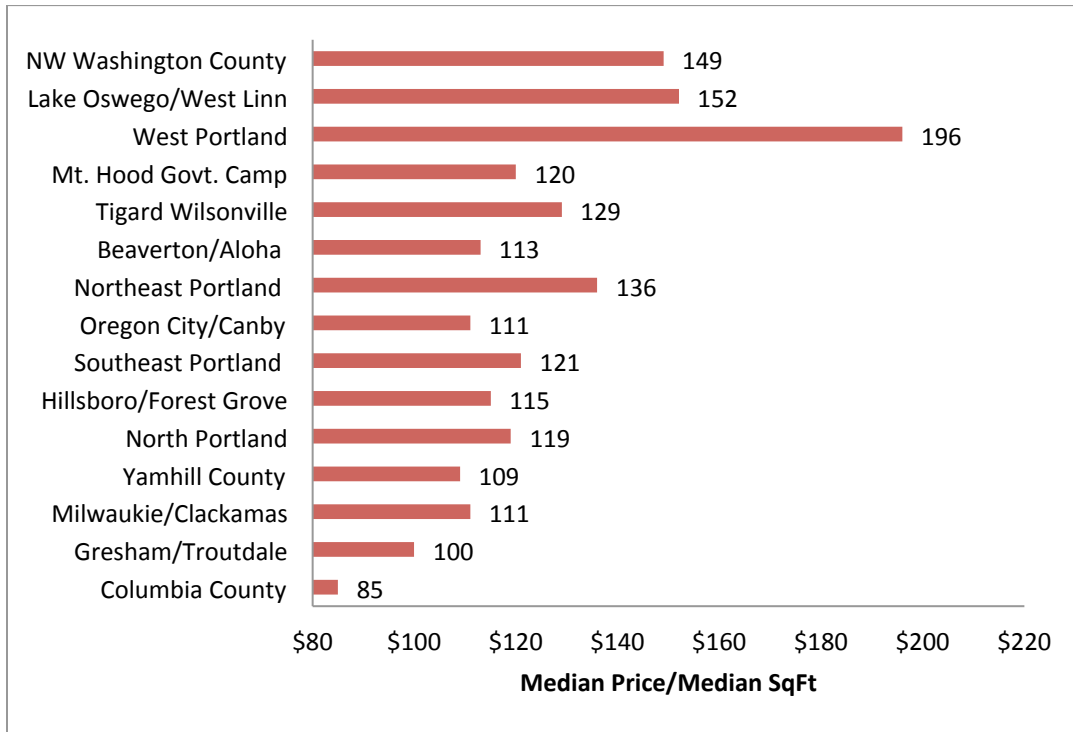 NW Washington County 149
Lake Oswego/West Linn 152
West Portland 196
Mt. Hood Govt. Camp 120
Tigard Wilsonville 129
Beaverton/Aloha 113
Northeast Portland 136
Oregon City/Canby 111
Southeast Portland 121
Hillsboro/Forest Grove 115
North Portland 119
Yamhill County 109
Milwaukie/Clackamas 111
Gresham/Troutdale 100
Columbia County 85
$80 $100 $120 $140 $160 $180 $200 $220
Median Price/Median SqFt